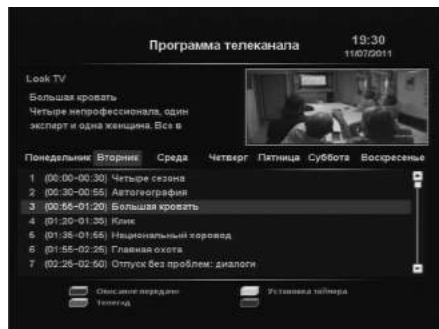 Программа телеканала
19:30
11/07/2011
Look TV
Большая кровать
Четыре непрофессионала, один
эксперт и одна женщина. Все в
Понедельник Вторник Среда Четверг Пятница Суббота Воскресенье
1 (00:00-00:30) Четыре сезона
2 (00:30-00:55) Автогеография
3 (00:55-01:20) Большая кровать
4 (01:20-01:35) Клик
5 (01:35-01:55) Национальный хоровод
6 (01:55-02:25) Главная охота
7 (02:25-02:50) Отпуск без проблем: диалоги
Описание передачи
Установка таймера
Телегид